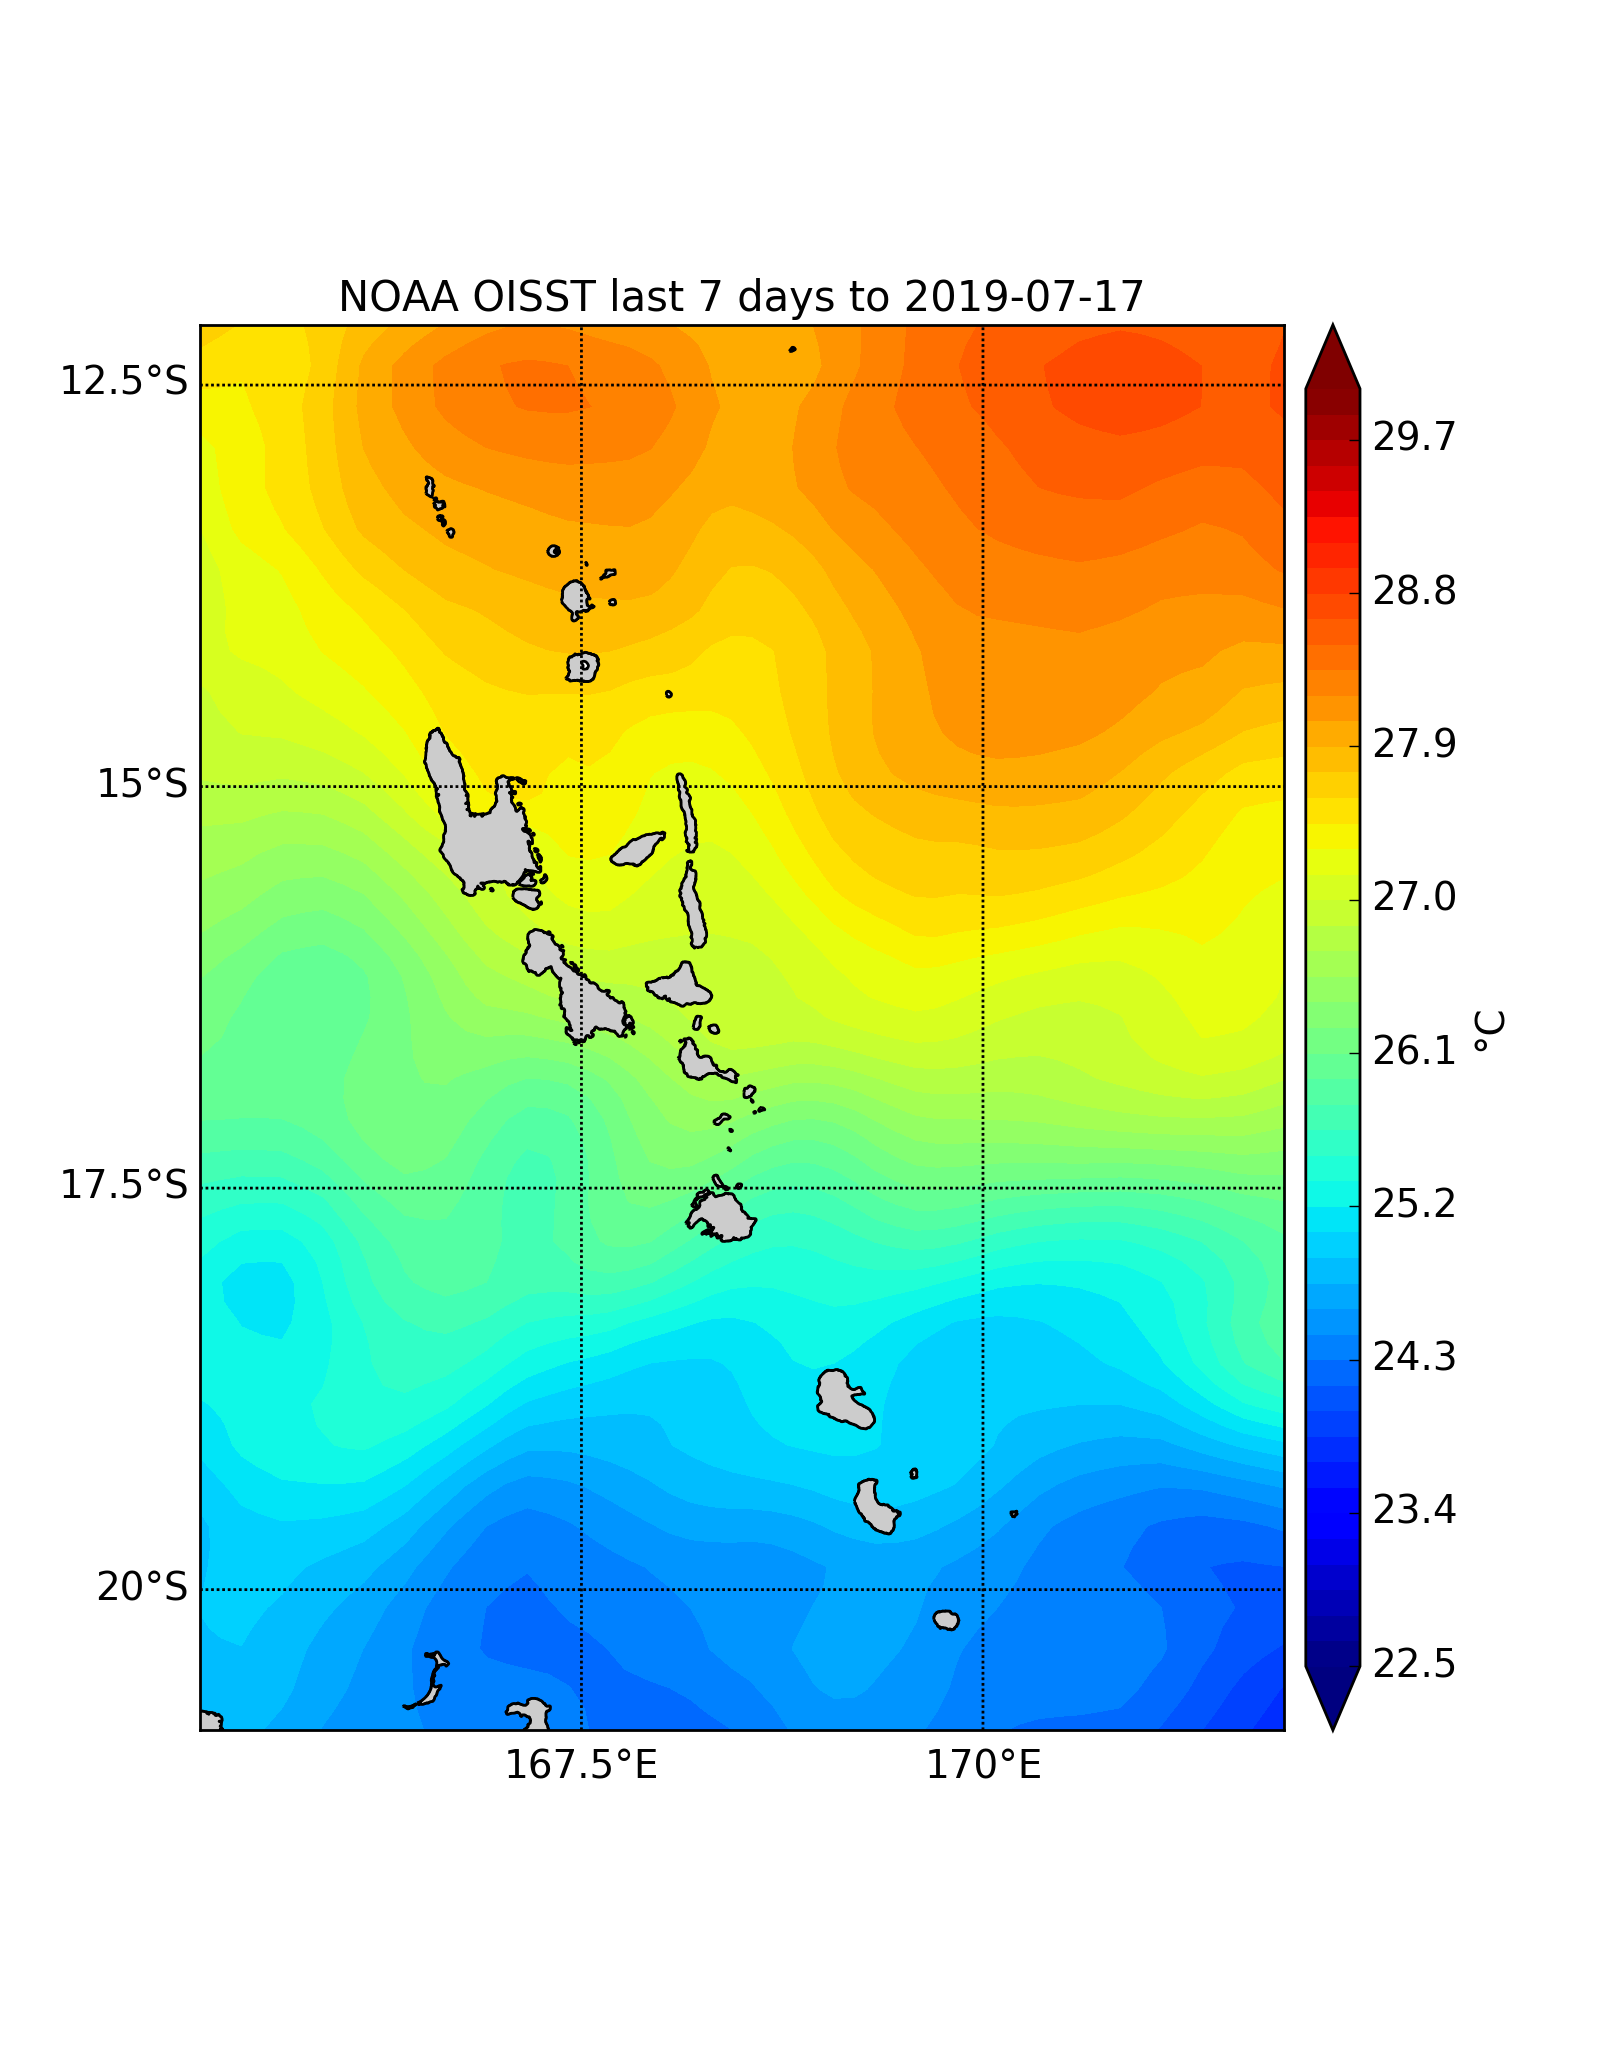 NOAA OISST last 7 days to 2019-07-17
12.5°S
15°S
17.5°S
20°S
167.5°E
170°E
29.7
28.8
27.9
27.0
26.1
25.2
24.3
23.4
22.5
°C